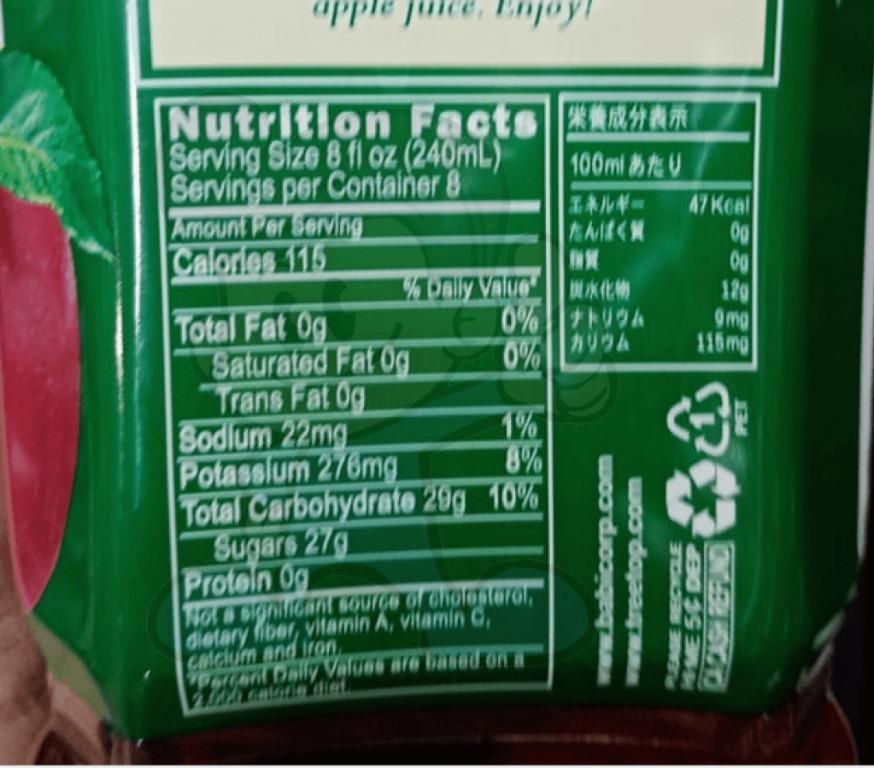 apple juice. Enjoy!
Nutrition Facts
Serving Size 8 fl oz (240mL)
Servings per Container 8
Amount Per Serving
Calories 115
% Daily Value*
Total Fat 0g 0%
Saturated Fat 0g 0%
Trans Fat 0g
Sodium 22mg 1%
Potassium 276mg 8%
Total Carbohydrate 29g 10%
Sugars 27g
Protein 0g
Not a significant source of cholesterol,
dietary fiber, vitamin A, vitamin C,
calcium and iron.
*Percent Daily Values are based on a
2,000 calorie diet.
栄養成分表示
100mlあたり
エネルギー 47Kcal
たんぱく質 0g
脂質 0g
炭水化物 12g
ナトリウム 9mg
カリウム 115mg
www.babicorp.com
www.treetop.com
1
PET
PLEASE RECYCLE
HI/ME 5¢ DEP
CA CASH REFUND